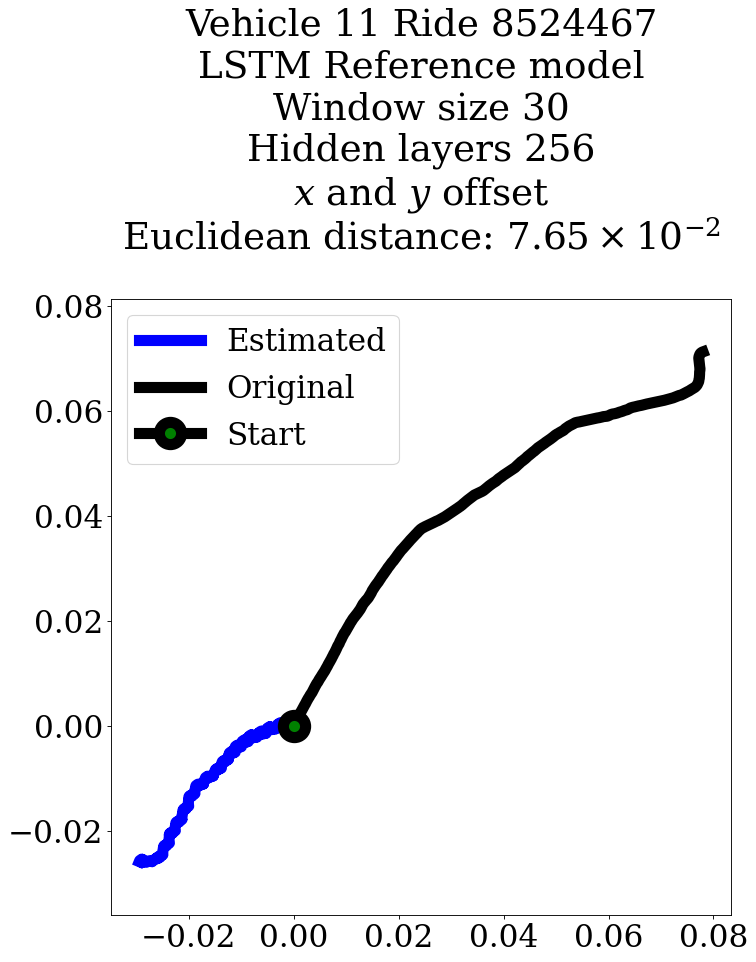 Vehicle 11 Ride 8524467
LSTM Reference model
Window size 30
Hidden layers 256
x and y offset
Euclidean distance: 7.65 × 10⁻²
Estimated
Original
Start
0.08
0.06
0.04
0.02
0.00
−0.02
−0.02 0.00 0.02 0.04 0.06 0.08